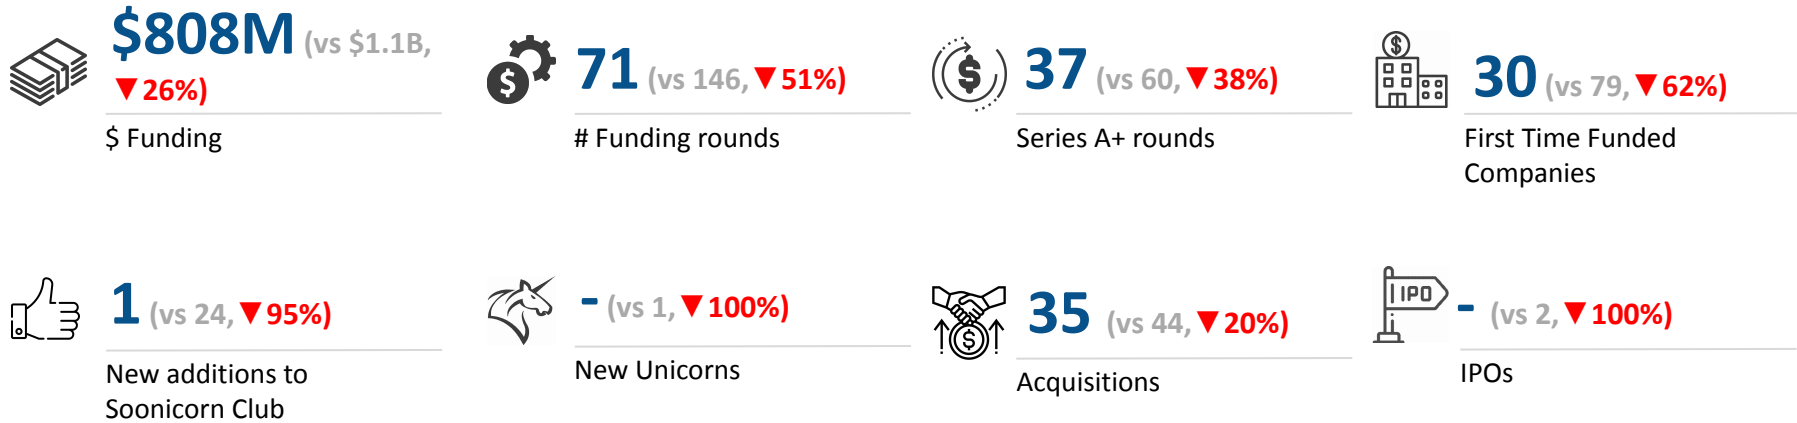 $808M (vs $1.1B,
▼26%)
$ Funding
$
71 (vs 146, ▼51%)
# Funding rounds
$
37 (vs 60, ▼38%)
Series A+ rounds
$
30 (vs 79, ▼62%)
First Time Funded
Companies
1 (vs 24, ▼95%)
New additions to
Soonicorn Club
- (vs 1, ▼100%)
New Unicorns
$
35 (vs 44, ▼20%)
Acquisitions
IPO
- (vs 2, ▼100%)
IPOs